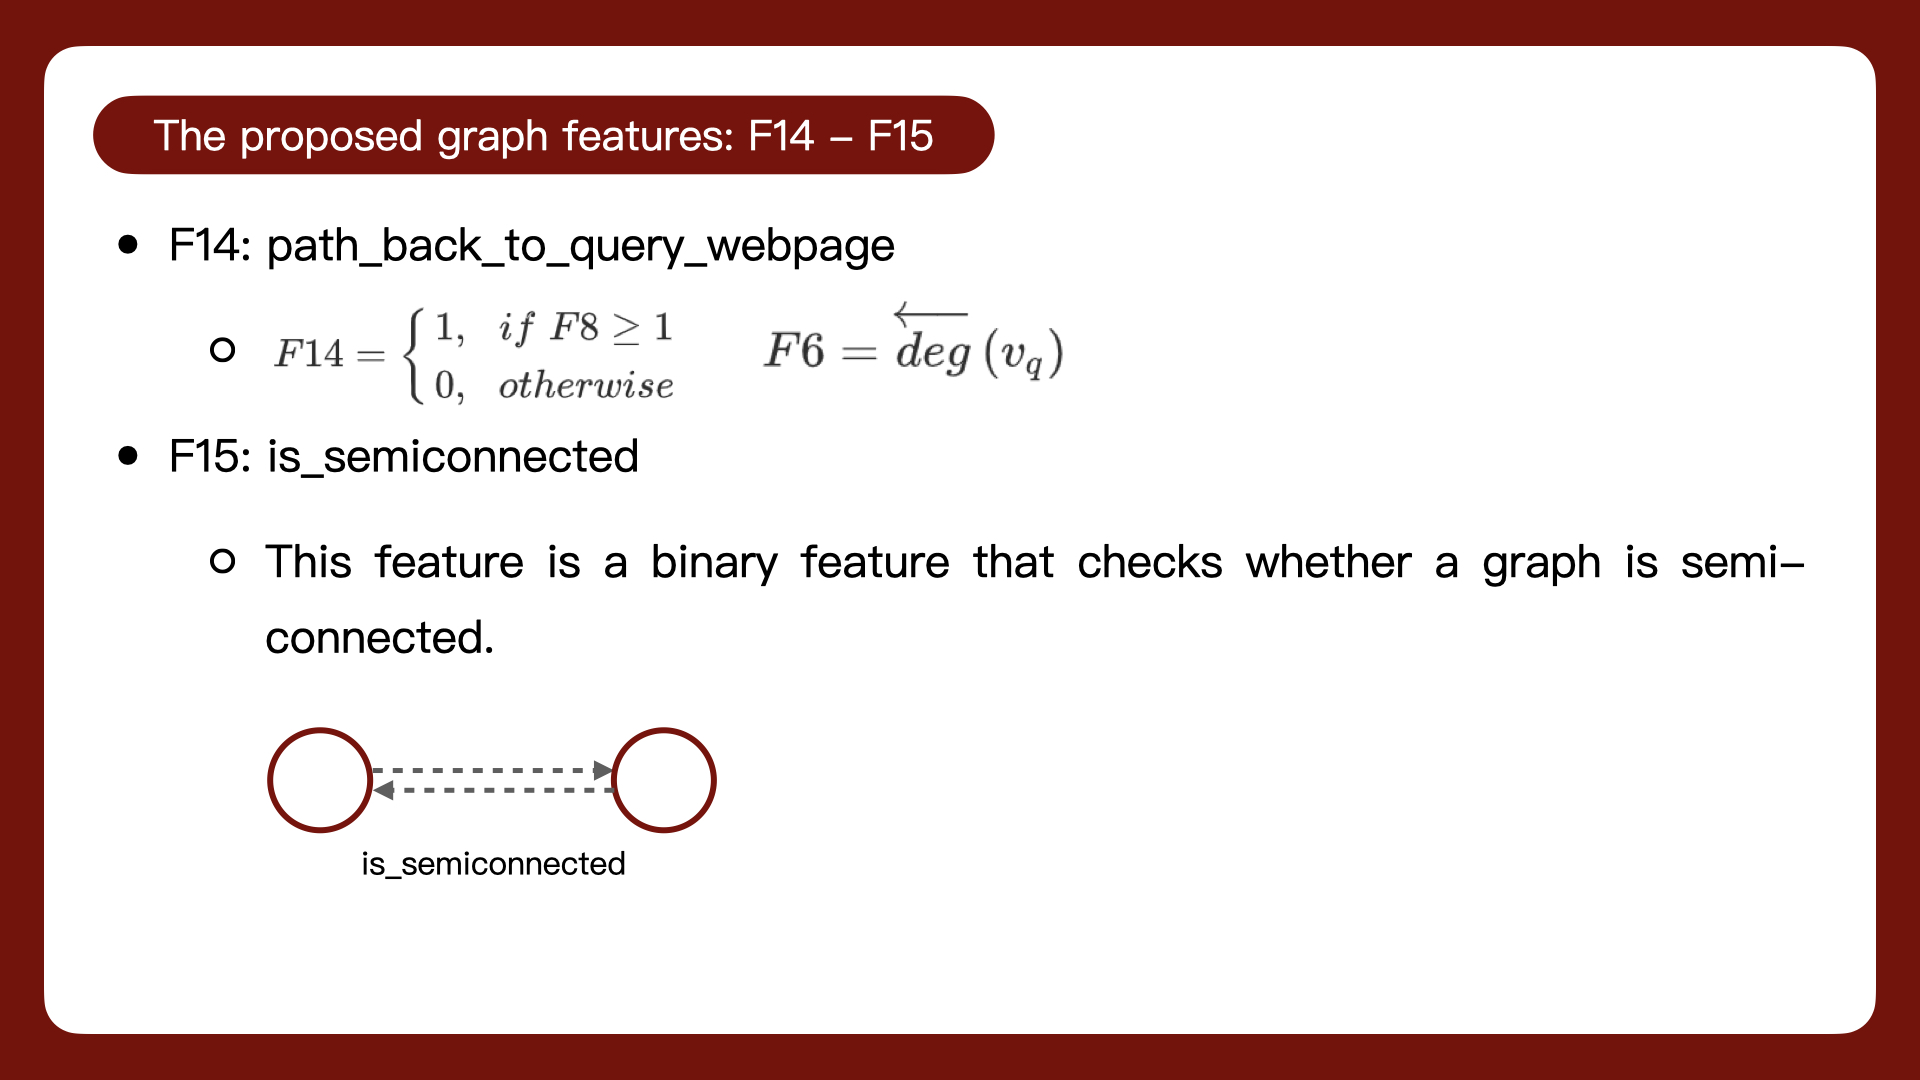 The proposed graph features: F14 – F15
• F14: path_back_to_query_webpage
○ $F14 = \begin{cases} 1, & if\ F8 \geq 1 \\ 0, & otherwise \end{cases}$ $F6 = \overleftarrow{deg}(v_q)$
• F15: is_semiconnected
○ This feature is a binary feature that checks whether a graph is semi–
connected.
is_semiconnected